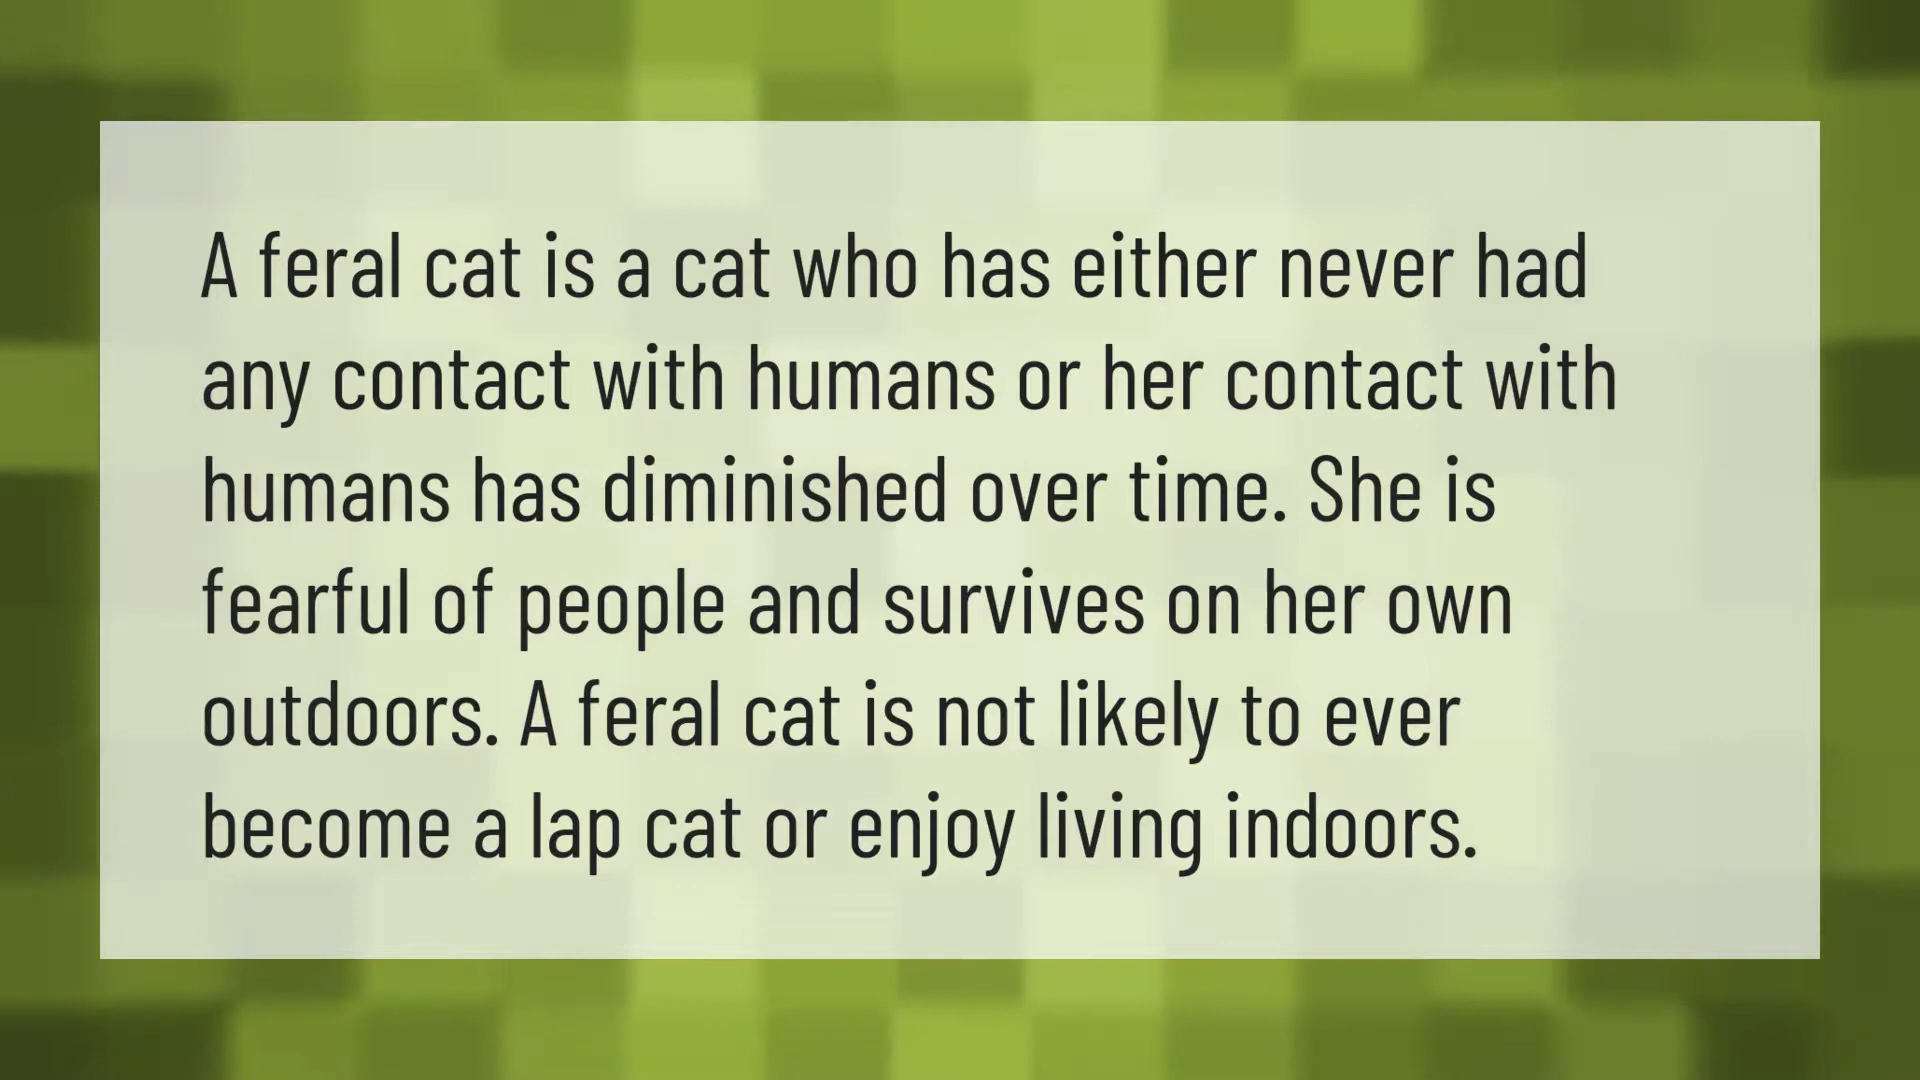 A feral cat is a cat who has either never had
any contact with humans or her contact with
humans has diminished over time. She is
fearful of people and survives on her own
outdoors. A feral cat is not likely to ever
become a lap cat or enjoy living indoors.